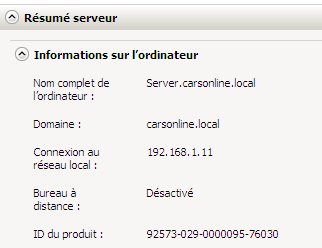 Résumé serveur
Informations sur l'ordinateur
Nom complet de Server.carsonline.local
l'ordinateur :
Domaine : carsonline.local
Connexion au 192.168.1.11
réseau local :
Bureau à Désactivé
distance :
ID du produit : 92573-029-0000095-76030